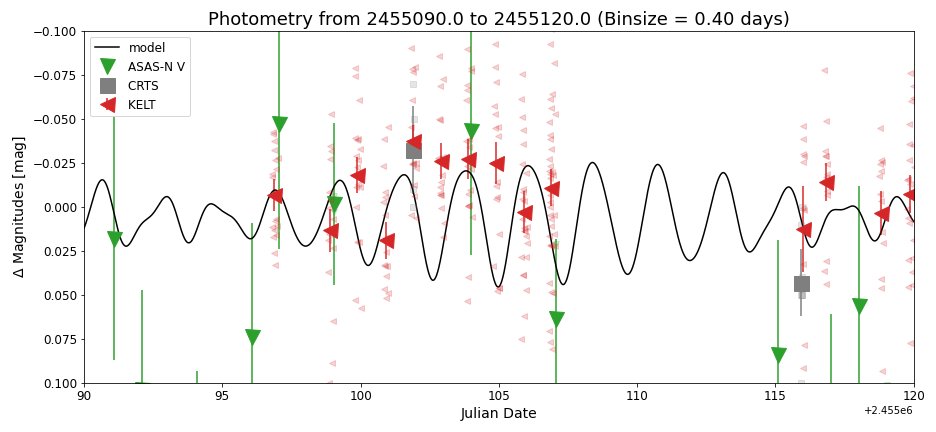 Photometry from 2455090.0 to 2455120.0 (Binsize = 0.40 days)
−0.100
−0.075
−0.050
−0.025
0.000
0.025
0.050
0.075
0.100
Δ Magnitudes [mag]
model
ASAS-N V
CRTS
KELT
90
95
100
105
110
115
120
+2.455e6
Julian Date